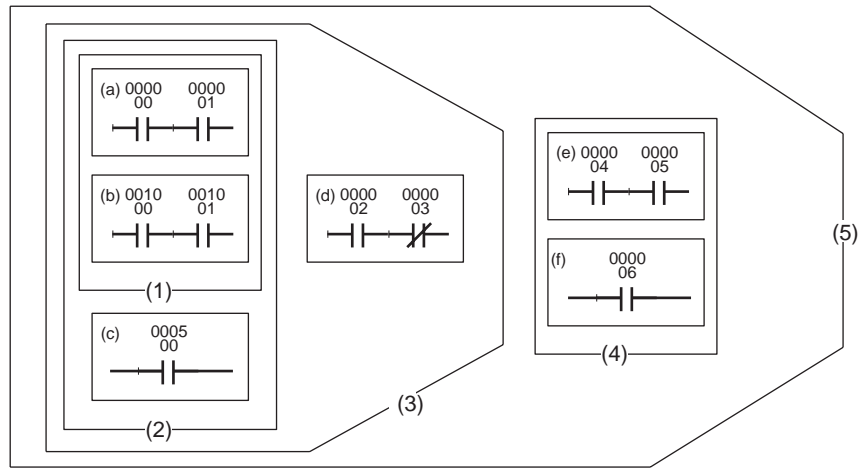 (a) 0000 0000
00 01
(b) 0010 0010
00 01
(1)
(c) 0005
00
(2)
(d) 0000 0000
02 03
(3)
(e) 0000 0000
04 05
(f) 0000
06
(4)
(5)